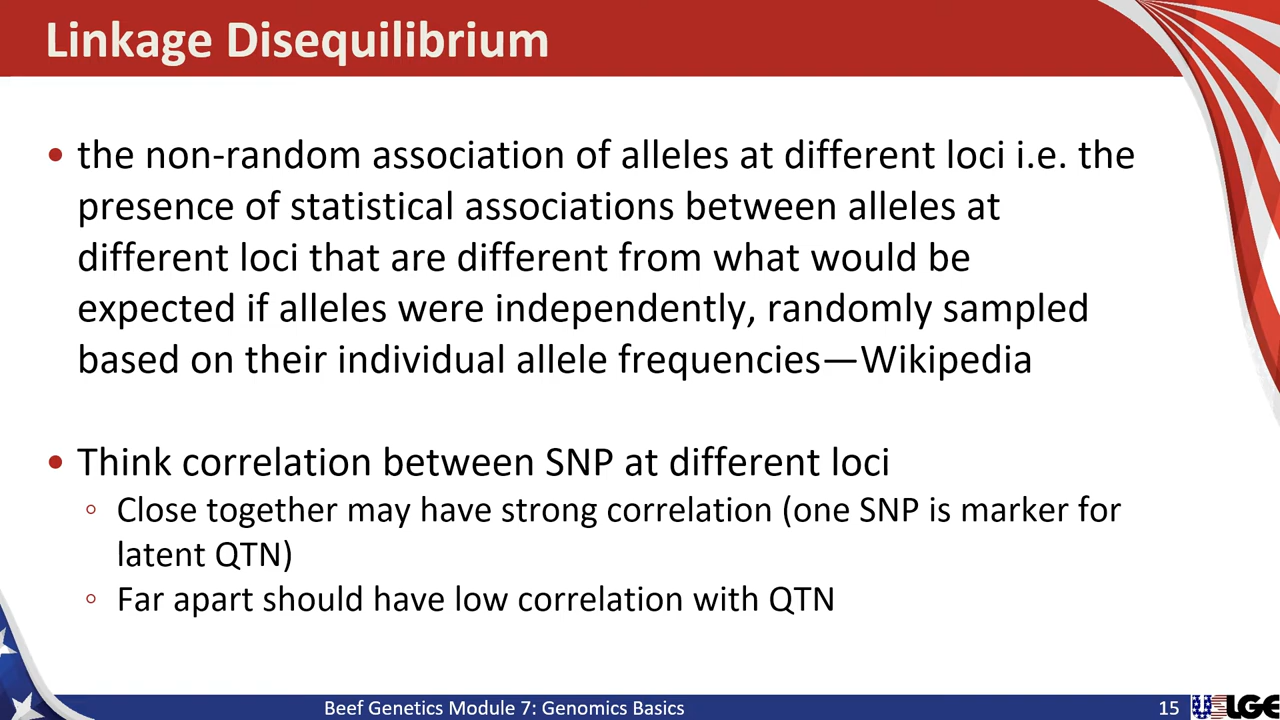 Linkage Disequilibrium
• the non-random association of alleles at different loci i.e. the
presence of statistical associations between alleles at
different loci that are different from what would be
expected if alleles were independently, randomly sampled
based on their individual allele frequencies—Wikipedia
• Think correlation between SNP at different loci
◦ Close together may have strong correlation (one SNP is marker for
latent QTN)
◦ Far apart should have low correlation with QTN
Beef Genetics Module 7: Genomics Basics
15
USLGE